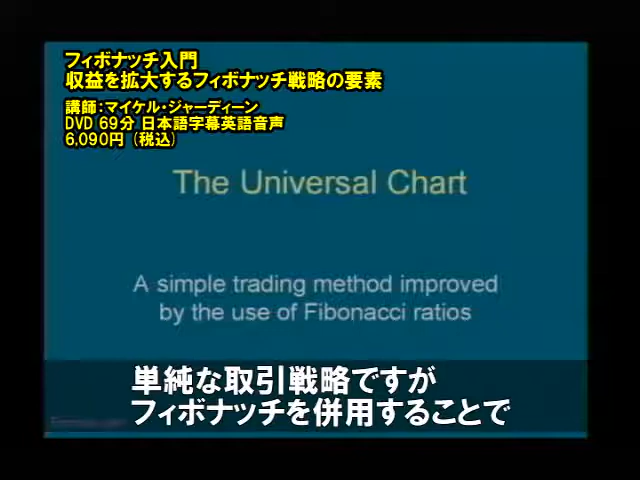 フィボナッチ入門
収益を拡大するフィボナッチ戦略の要素
講師：マイケル・ジャーディーン
DVD 69分 日本語字幕英語音声
6,090円 (税込)
The Universal Chart
A simple trading method improved
by the use of Fibonacci ratios
単純な取引戦略ですが
フィボナッチを併用することで